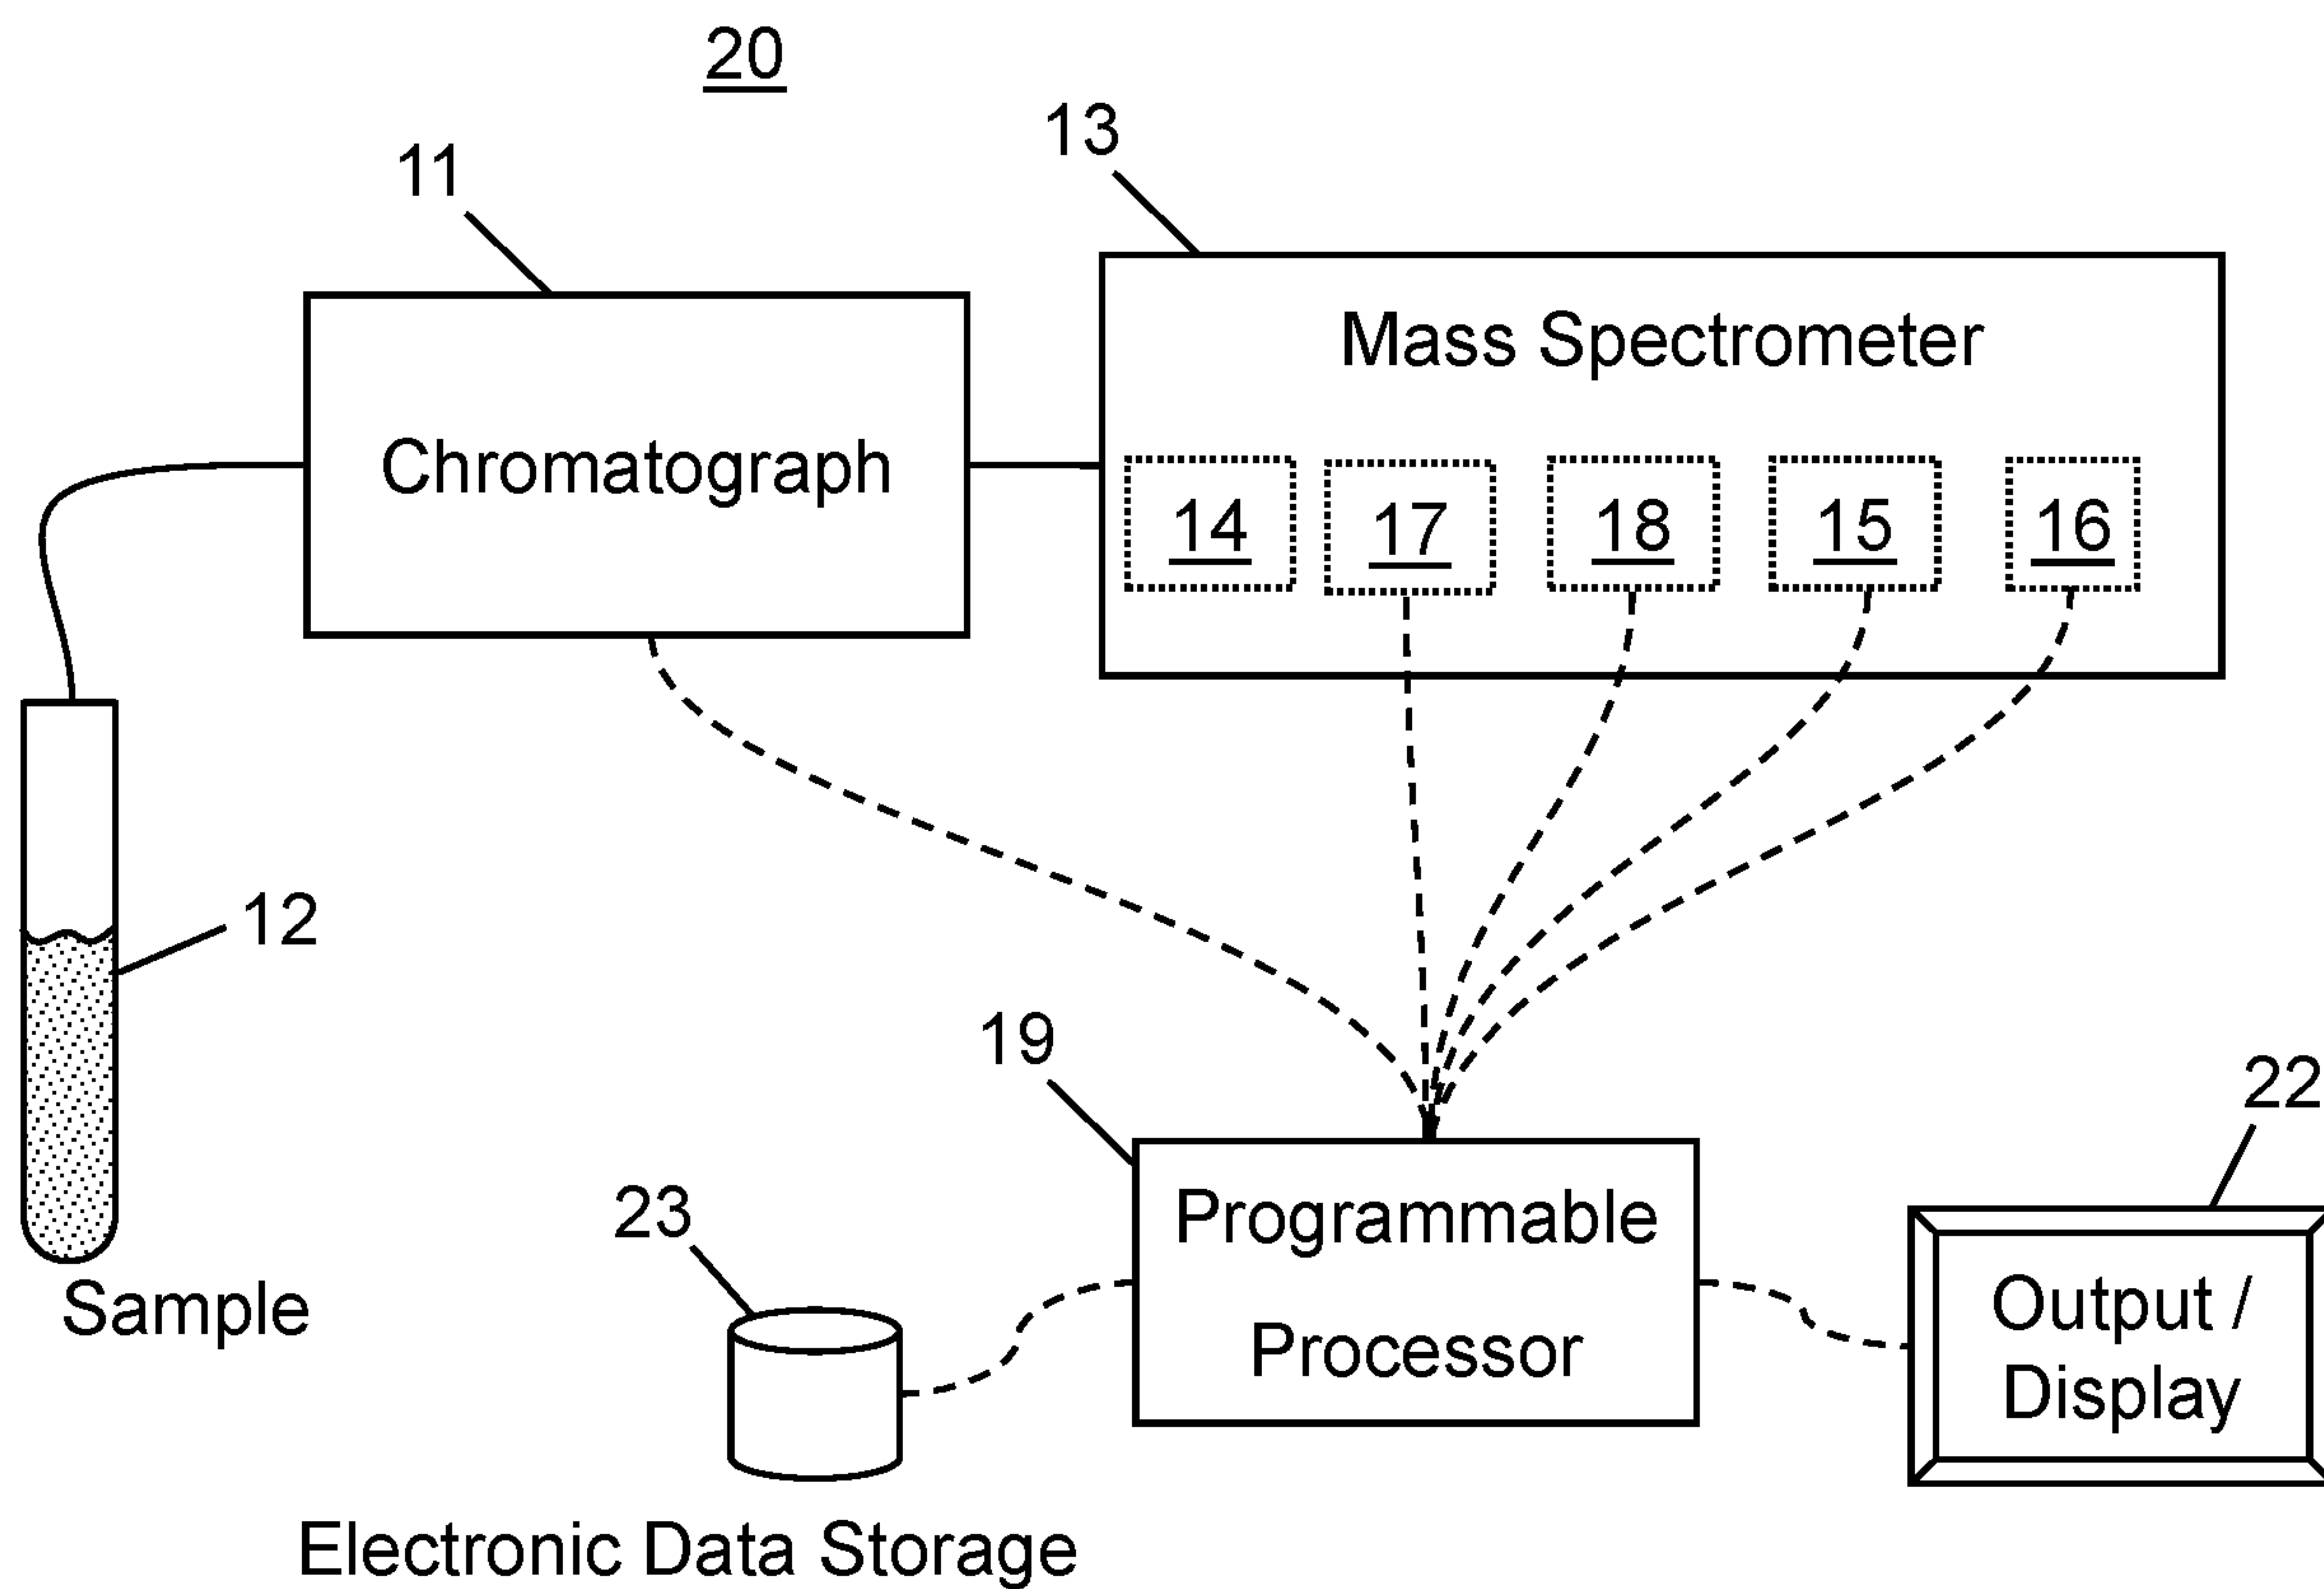 20
13
11
Mass Spectrometer
Chromatograph
14 17 18 15 16
12
19
22
23
Programmable
Processor
Sample
Output /
Display
Electronic Data Storage